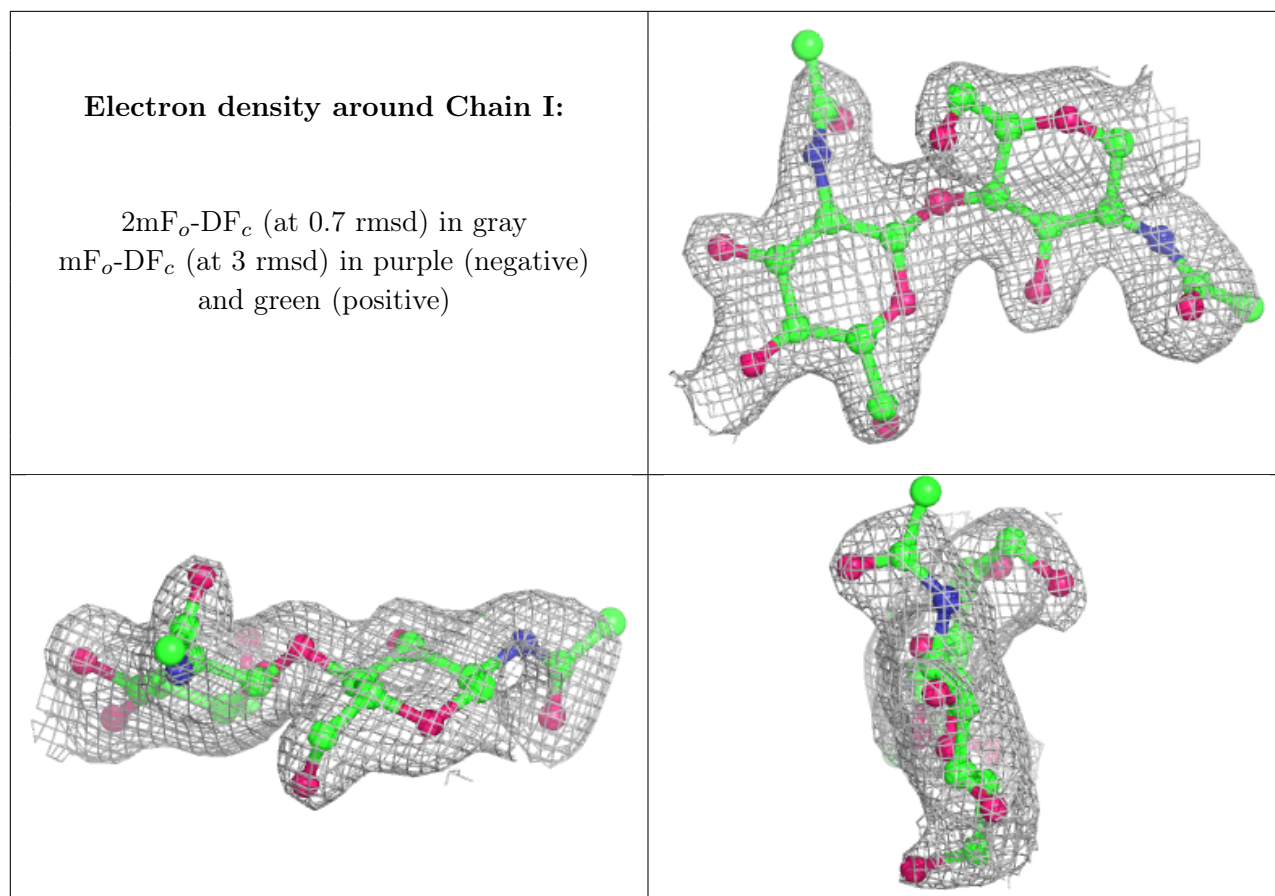 Electron density around Chain I:
2mFo-DFc (at 0.7 rmsd) in gray
mFo-DFc (at 3 rmsd) in purple (negative)
and green (positive)